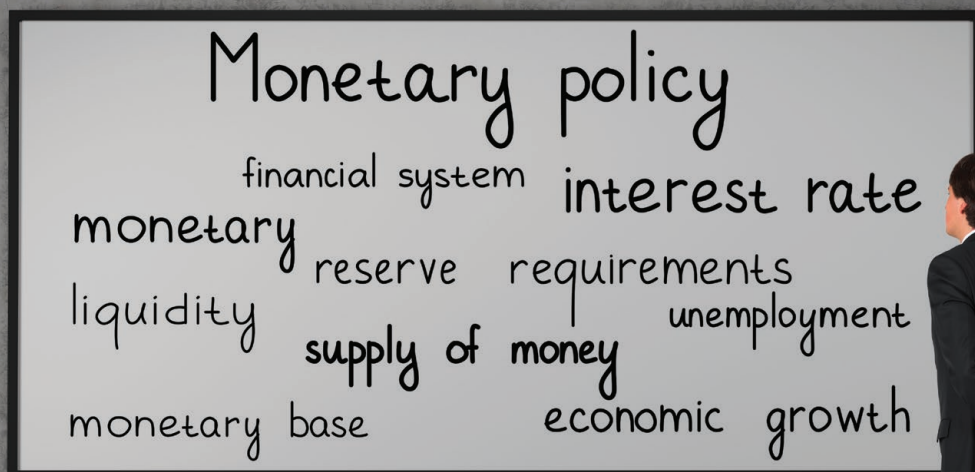 Monetary policy
financial system
interest rate
monetary
reserve requirements
liquidity
unemployment
supply of money
monetary base
economic growth